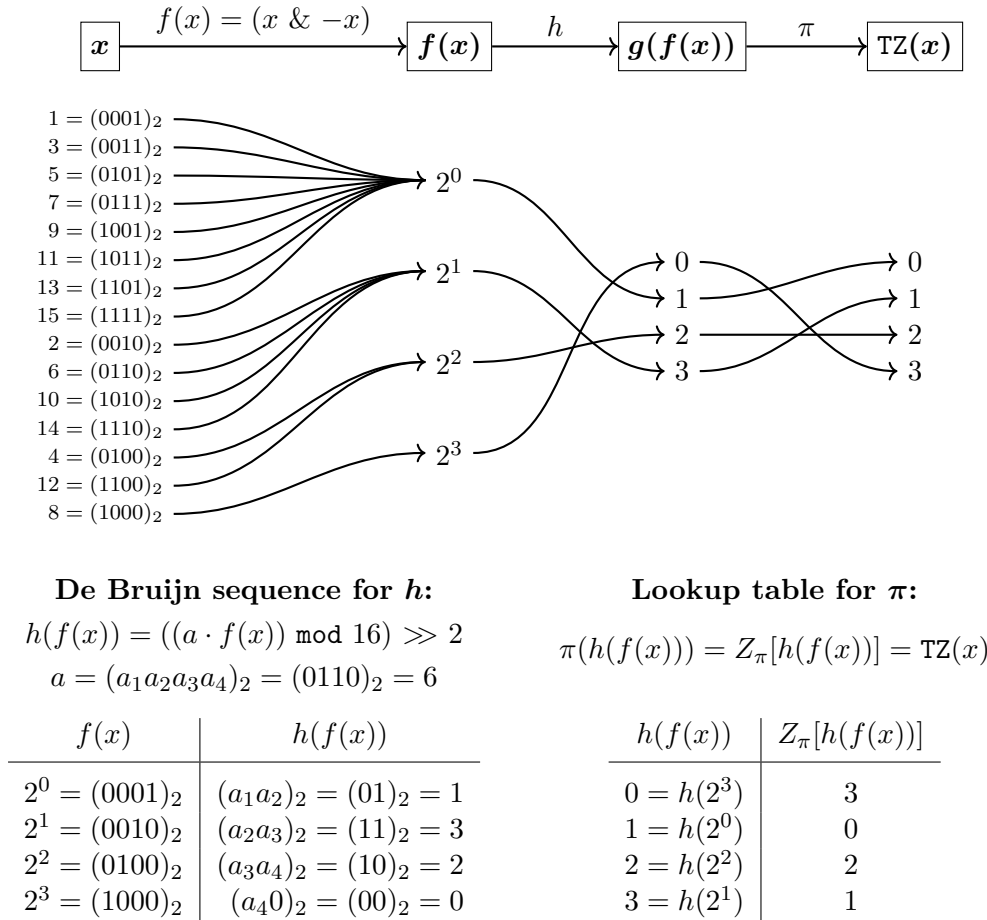 f(x) = (x & −x) h π
x f(x) g(f(x)) TZ(x)
1 = (0001)₂
3 = (0011)₂
5 = (0101)₂
7 = (0111)₂
9 = (1001)₂
11 = (1011)₂
13 = (1101)₂
15 = (1111)₂
2 = (0010)₂
6 = (0110)₂
10 = (1010)₂
14 = (1110)₂
4 = (0100)₂
12 = (1100)₂
8 = (1000)₂
2⁰
2¹
2²
2³
0
1
2
3
0
1
2
3
De Bruijn sequence for h:
h(f(x)) = ((a · f(x)) mod 16) ≫ 2
a = (a₁a₂a₃a₄)₂ = (0110)₂ = 6
f(x) h(f(x))
2⁰ = (0001)₂ (a₁a₂)₂ = (01)₂ = 1
2¹ = (0010)₂ (a₂a₃)₂ = (11)₂ = 3
2² = (0100)₂ (a₃a₄)₂ = (10)₂ = 2
2³ = (1000)₂ (a₄0)₂ = (00)₂ = 0
Lookup table for π:
π(h(f(x))) = Z_π[h(f(x))] = TZ(x)
h(f(x)) Z_π[h(f(x))]
0 = h(2³) 3
1 = h(2⁰) 0
2 = h(2²) 2
3 = h(2¹) 1